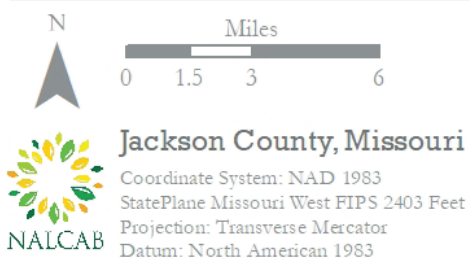 N
Miles
0 1.5 3 6
Jackson County, Missouri
Coordinate System: NAD 1983
StatePlane Missouri West FIPS 2403 Feet
Projection: Transverse Mercator
Datum: North American 1983
NALCAB